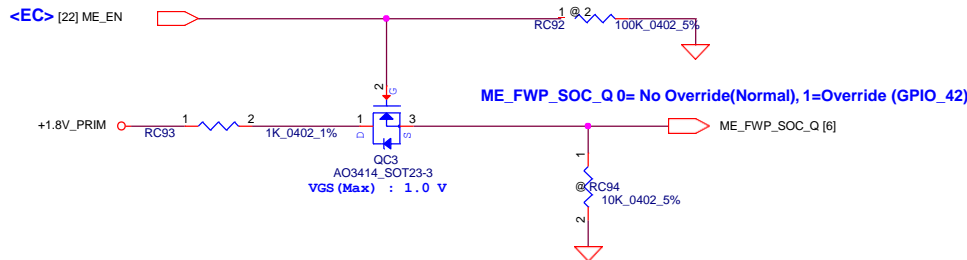 <EC> [22] ME_EN
1 @ 2
RC92
100K_0402_5%
2
G
ME_FWP_SOC_Q 0= No Override(Normal), 1=Override (GPIO_42)
+1.8V_PRIM
1
2
RC93
1K_0402_1%
1
D
S
3
ME_FWP_SOC_Q [6]
QC3
AO3414_SOT23-3
VGS(Max) : 1.0 V
1
@ RC94
10K_0402_5%
2